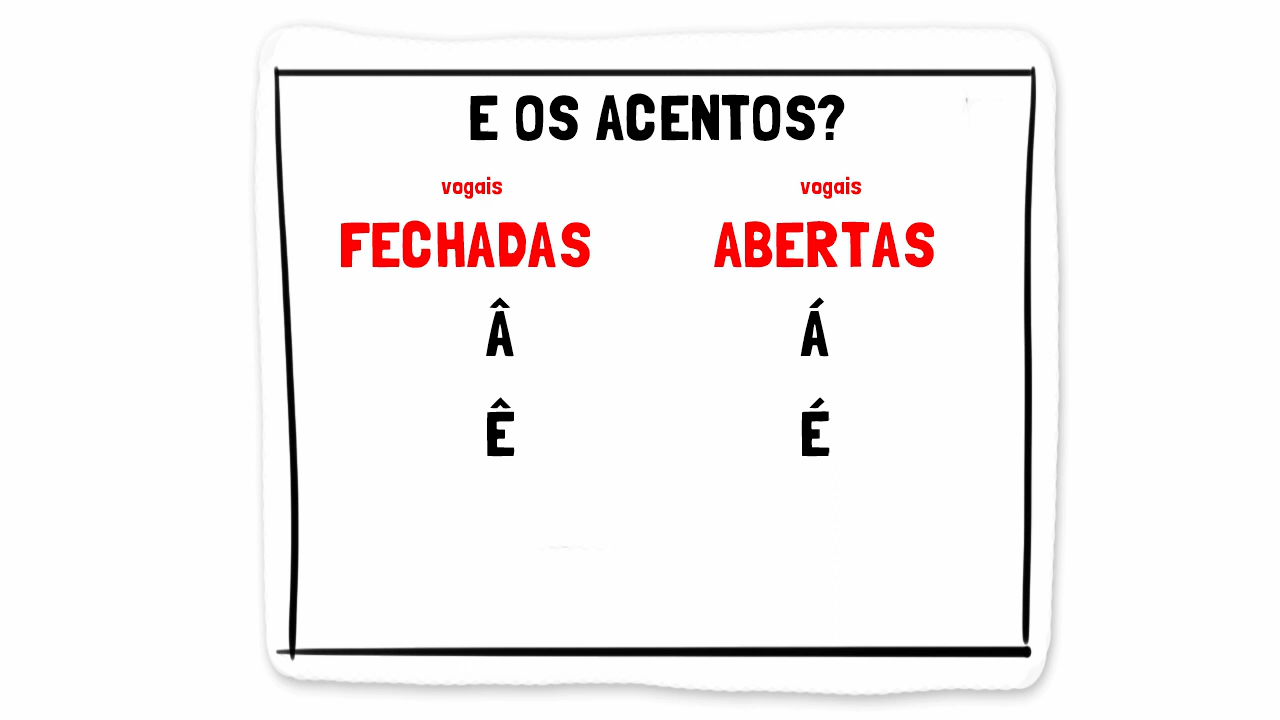 E OS ACENTOS?
vogais vogais
FECHADAS ABERTAS
Â Á
Ê É